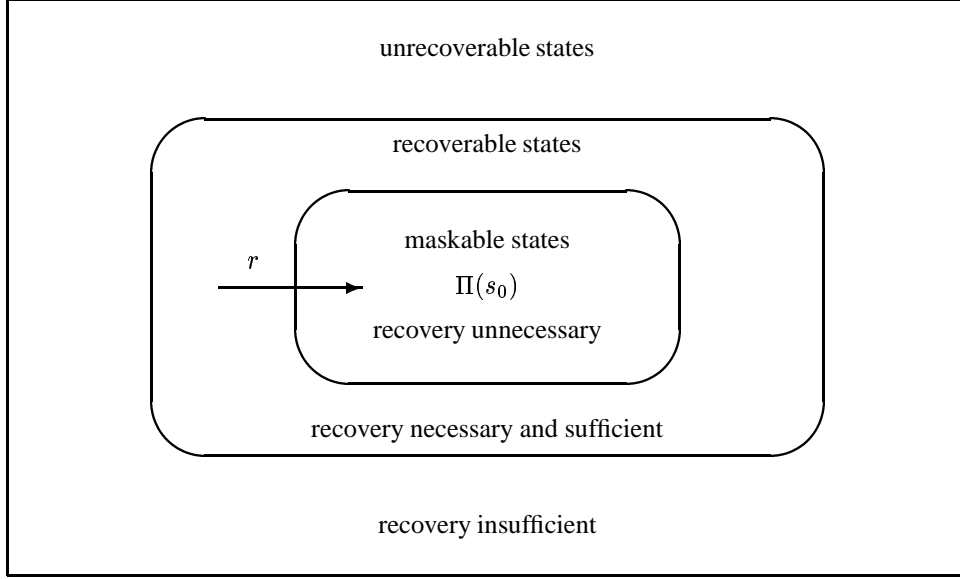 unrecoverable states
recoverable states
maskable states
r
Π(s₀)
recovery unnecessary
recovery necessary and sufficient
recovery insufficient